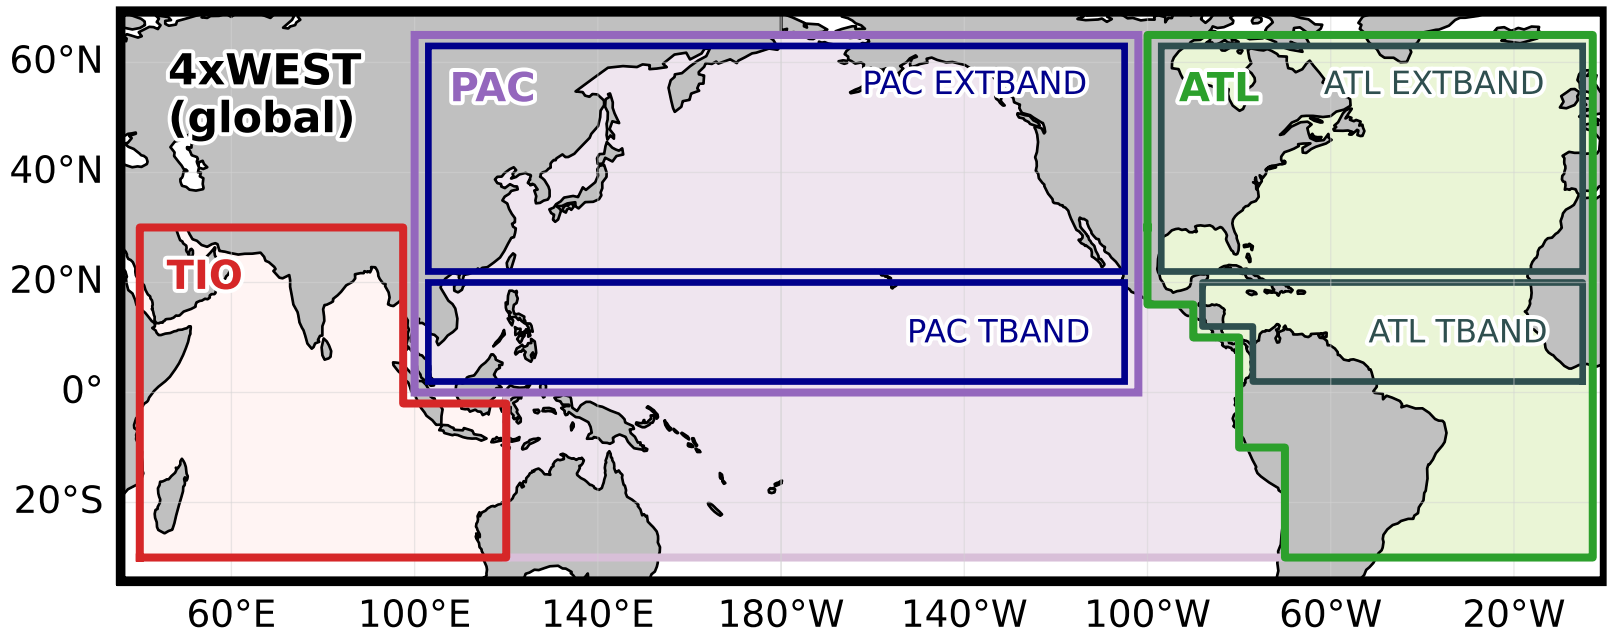 60°N
40°N
20°N
0°
20°S
4xWEST
(global)
PAC
PAC EXTBAND
ATL
ATL EXTBAND
TIO
PAC TBAND
ATL TBAND
60°E
100°E
140°E
180°W
140°W
100°W
60°W
20°W